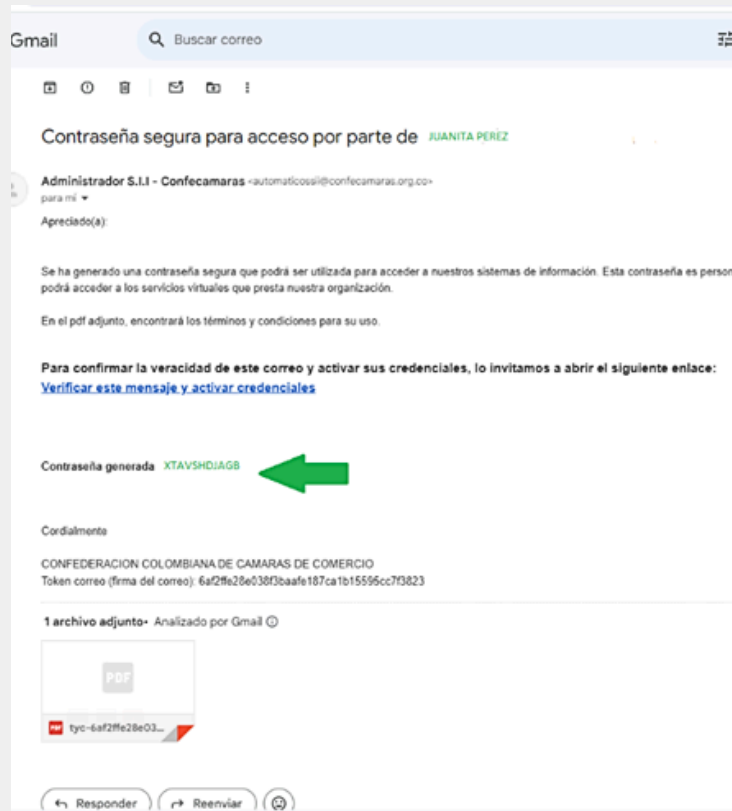 Gmail
Buscar correo
Contraseña segura para acceso por parte de JUANITA PEREZ
Administrador S.I.I - Confecamaras <automaticossii@confecamaras.org.co>
para mí
Apreciado(a):
Se ha generado una contraseña segura que podrá ser utilizada para acceder a nuestros sistemas de información. Esta contraseña es person
podrá acceder a los servicios virtuales que presta nuestra organización.
En el pdf adjunto, encontrará los términos y condiciones para su uso.
Para confirmar la veracidad de este correo y activar sus credenciales, lo invitamos a abrir el siguiente enlace:
Verificar este mensaje y activar credenciales
Contraseña generada XTAVSHDJAGB
Cordialmente
CONFEDERACION COLOMBIANA DE CAMARAS DE COMERCIO
Token correo (firma del correo): 6af2ffe28e038f3baafe187ca1b15595cc7f3823
1 archivo adjunto• Analizado por Gmail
PDF
PDF tyc-6af2ffe28e03...
Responder
Reenviar